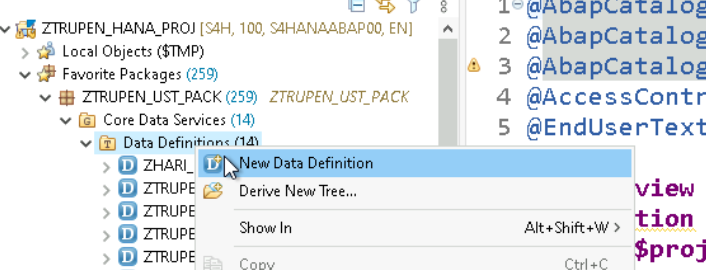 ZTRUPEN_HANA_PROJ [S4H, 100, S4HANAABAP00, EN]
Local Objects ($TMP)
Favorite Packages (259)
ZTRUPEN_UST_PACK (259) ZTRUPEN_UST_PACK
Core Data Services (14)
Data Definitions (14)
ZHARI_
ZTRUPE
ZTRUPE
ZTRUPE
ZTRUPE
New Data Definition
Derive New Tree...
Show In Alt+Shift+W >
Copy Ctrl+C
1 @AbapCatalog
2 @AbapCatalog
3 @AbapCatalog
4 @AccessContr
5 @EndUserText
view
tion
$proj